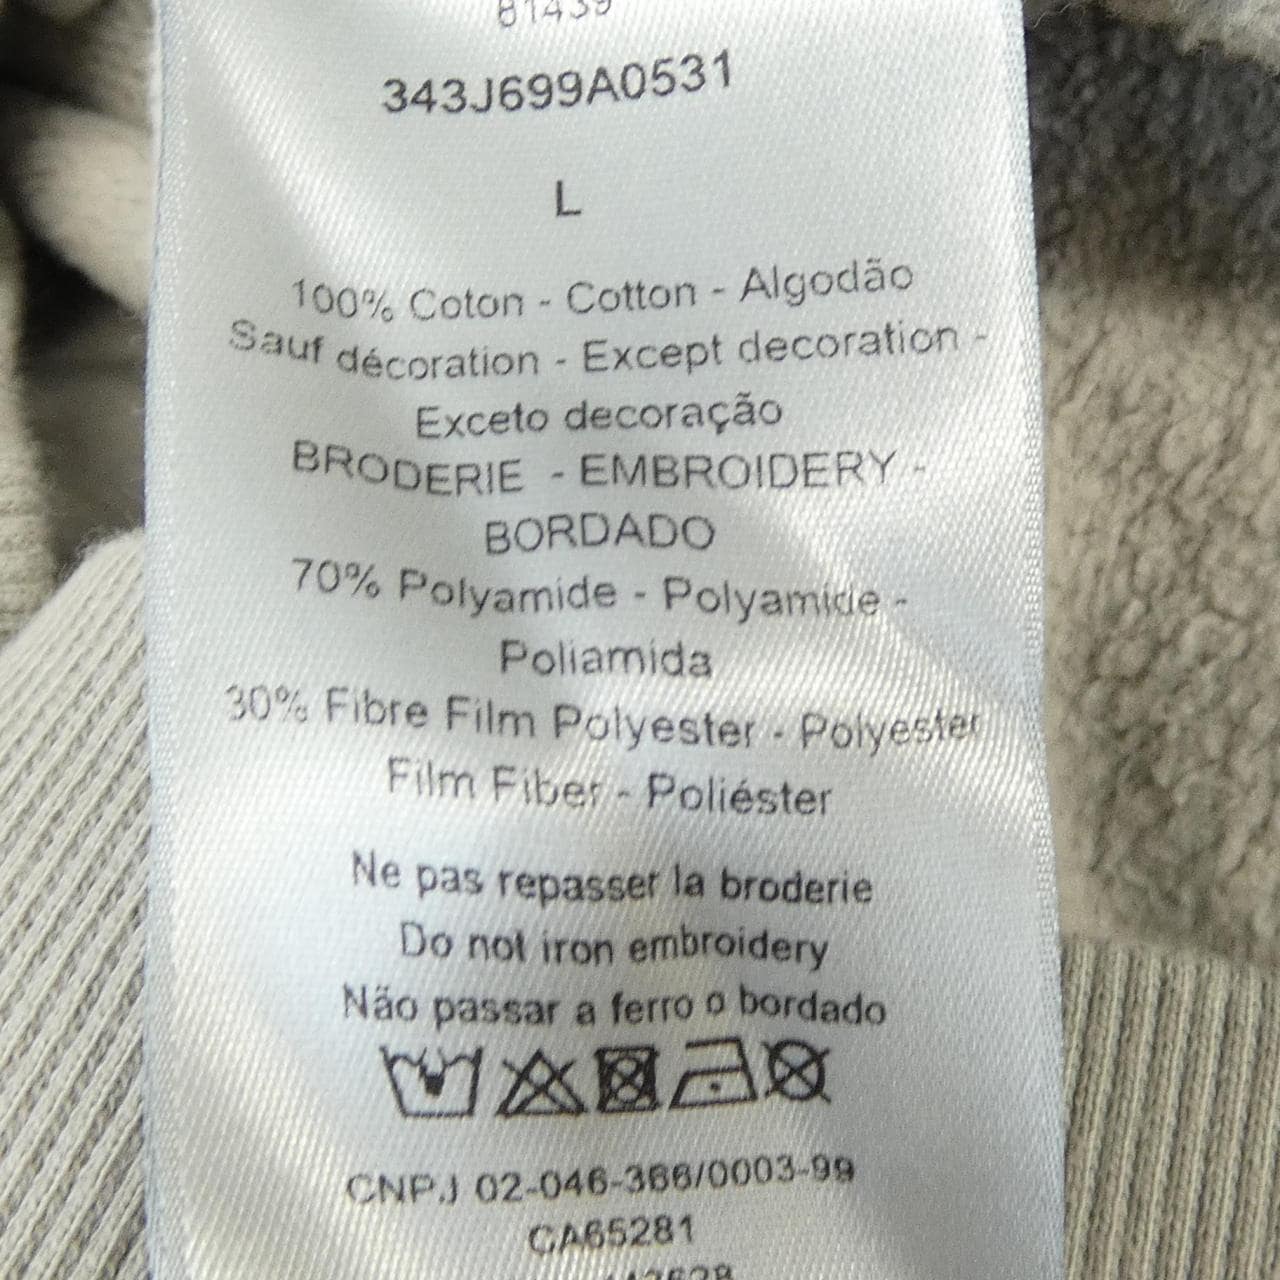 81439
343J699A0531
L
100% Coton - Cotton - Algodão
Sauf décoration - Except decoration -
Exceto decoração
BRODERIE - EMBROIDERY -
BORDADO
70% Polyamide - Polyamide -
Poliamida
30% Fibre Film Polyester - Polyester
Film Fiber - Poliéster
Ne pas repasser la broderie
Do not iron embroidery
Não passar a ferro o bordado
CNPJ 02-046-366/0003-99
CA65281